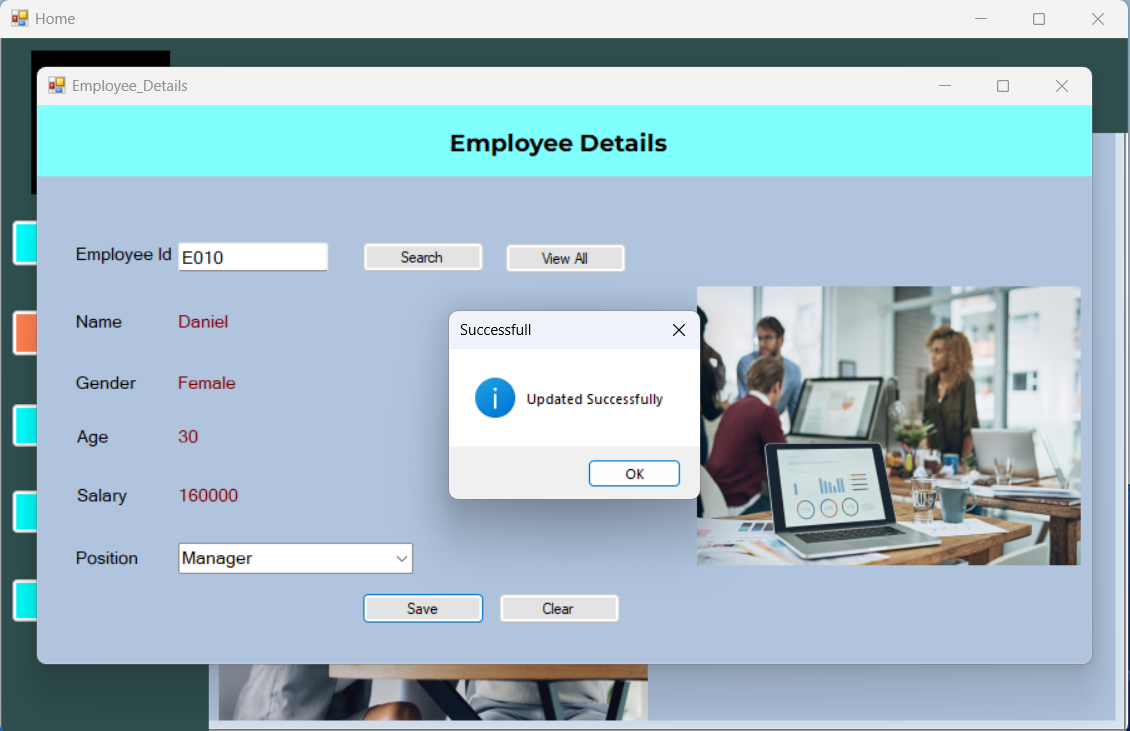 Home
Employee_Details
Employee Details
Employee Id E010 Search View All
Name Daniel
Successfull
Gender Female
Updated Successfully
Age 30
OK
Salary 160000
Position Manager
Save Clear